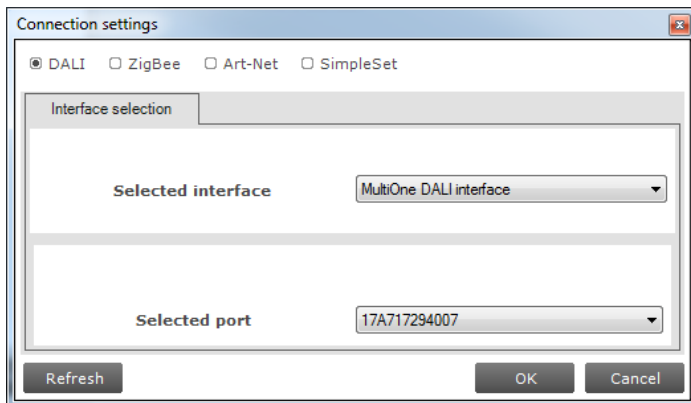 Connection settings
DALI ZigBee Art-Net SimpleSet
Interface selection
Selected interface MultiOne DALI interface
Selected port 17A717294007
Refresh OK Cancel